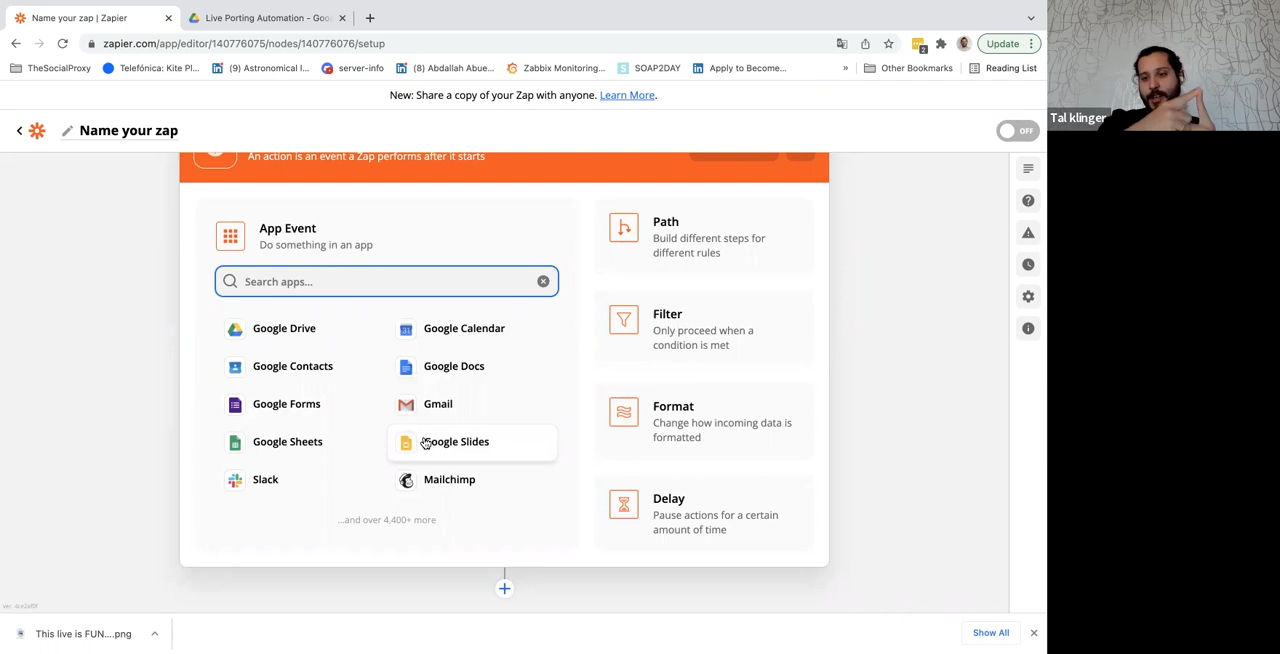 Name your zap | Zapier
Live Porting Automation - Goo
zapier.com/app/editor/140776075/nodes/140776076/setup
2
Update
TheSocialProxy
Telefónica: Kite Pl...
(9) Astronomical I...
server-info
(8) Abdullah Abue...
Zabbix Monitoring...
SOAP2DAY
Apply to Become...
»
Other Bookmarks
Reading List
New: Share a copy of your Zap with anyone. Learn More.
Name your zap
OFF
An action is an event a Zap performs after it starts
App Event
Do something in an app
Search apps...
Google Drive
Google Calendar
Google Contacts
Google Docs
Google Forms
Gmail
Google Sheets
Google Slides
Slack
Mailchimp
...and over 4,400+ more
Path
Build different steps for
different rules
Filter
Only proceed when a
condition is met
Format
Change how incoming data is
formatted
Delay
Pause actions for a certain
amount of time
This live is FUN....png
Show All
Tal klinger